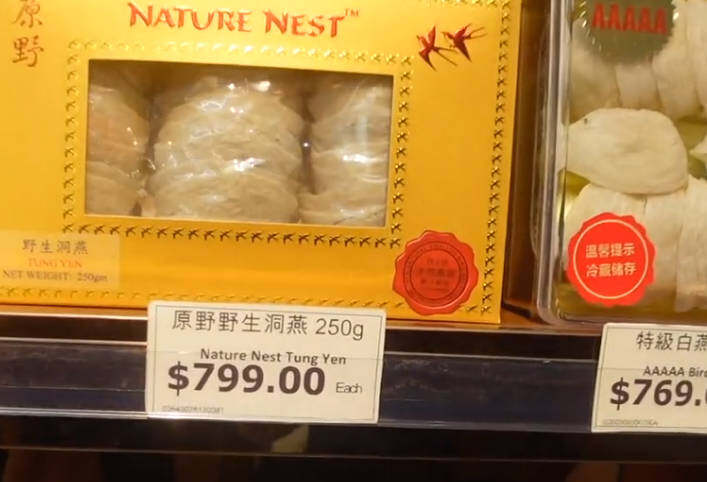 原野
NATURE NEST™
野生洞燕
TUNG YEN
NET WEIGHT: 250gm
AAAAA
溫馨提示
冷藏儲存
原野野生洞燕 250g
Nature Nest Tung Yen
$799.00 Each
特級白燕
AAAAA Bir
$769.